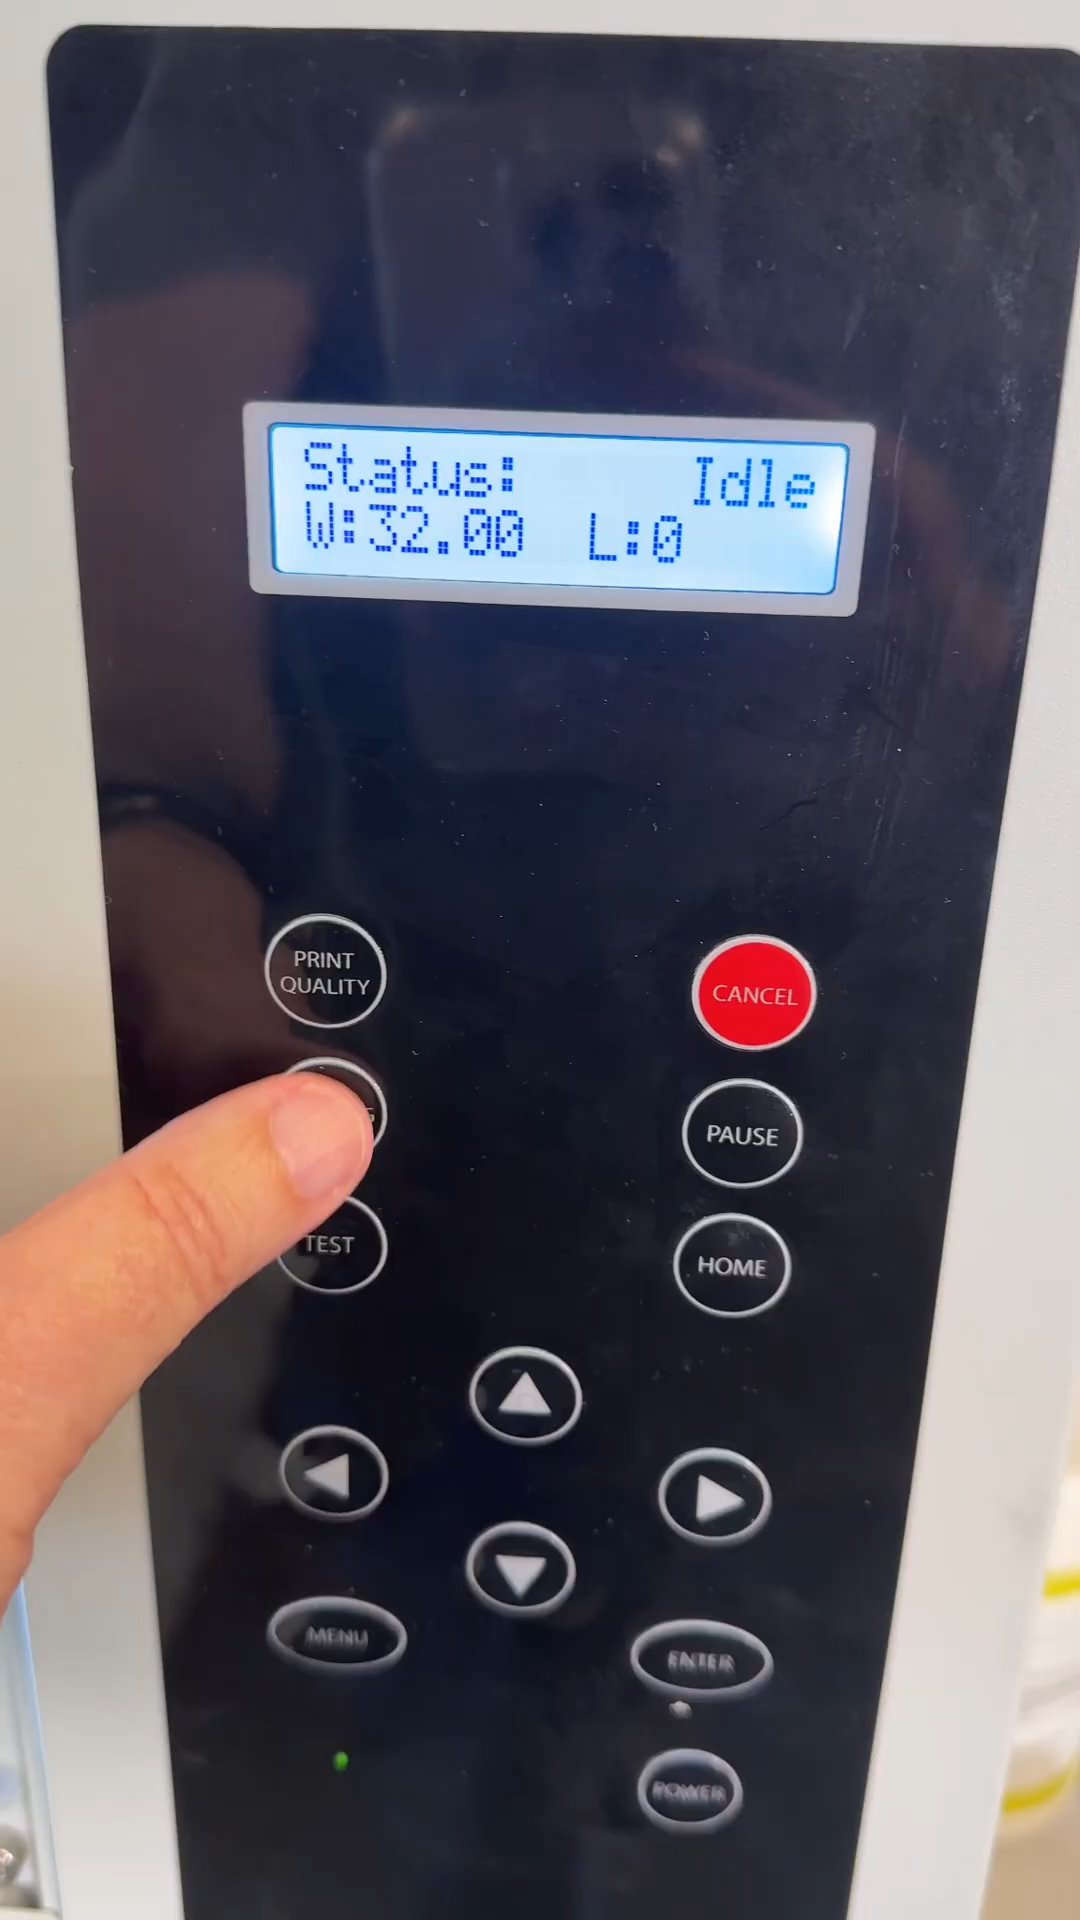 Status: Idle
W:32.00 L:0
PRINT
QUALITY
CANCEL
PAUSE
TEST
HOME
MENU
ENTER
POWER